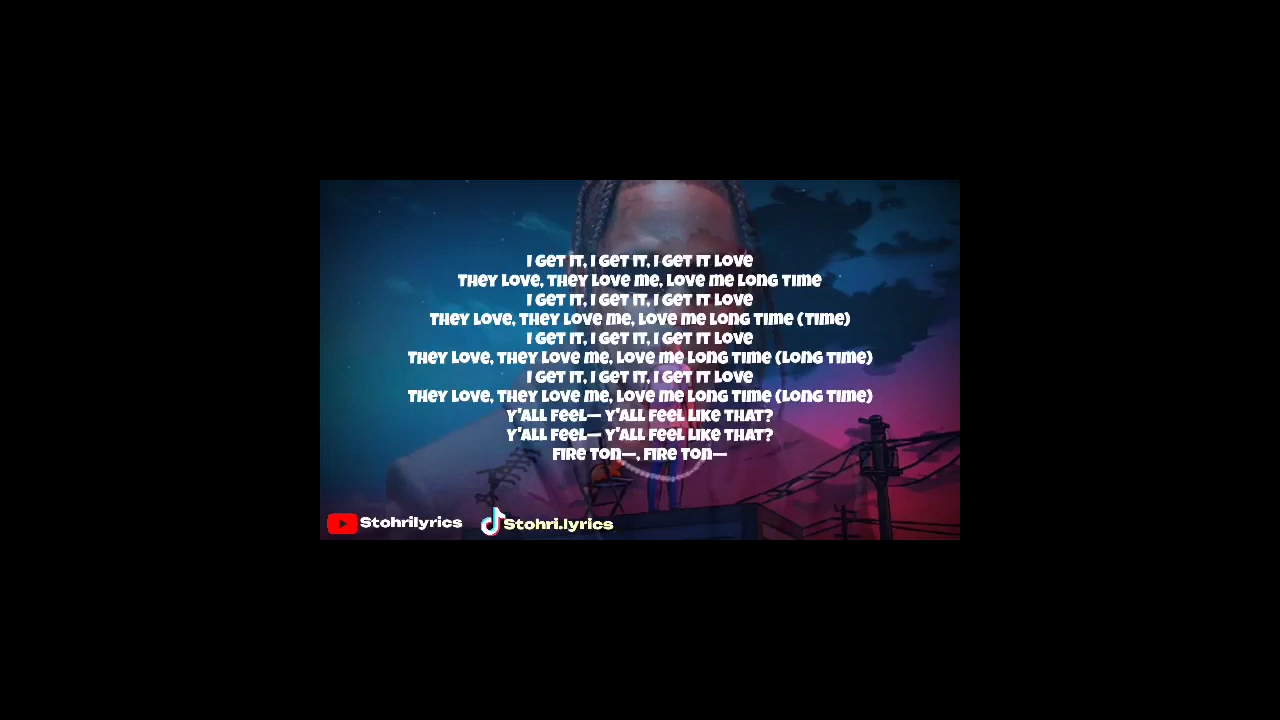 I get it, I get it, I get it love
They love, they love me, love me long time
I get it, I get it, I get it love
They love, they love me, love me long time (time)
I get it, I get it, I get it love
They love, they love me, love me long time (long time)
I get it, I get it, I get it love
They love, they love me, love me long time (long time)
Y'all feel— y'all feel like that?
Y'all feel— y'all feel like that?
Fire ton—, fire ton—
Stohrilyrics
Stohri.lyrics